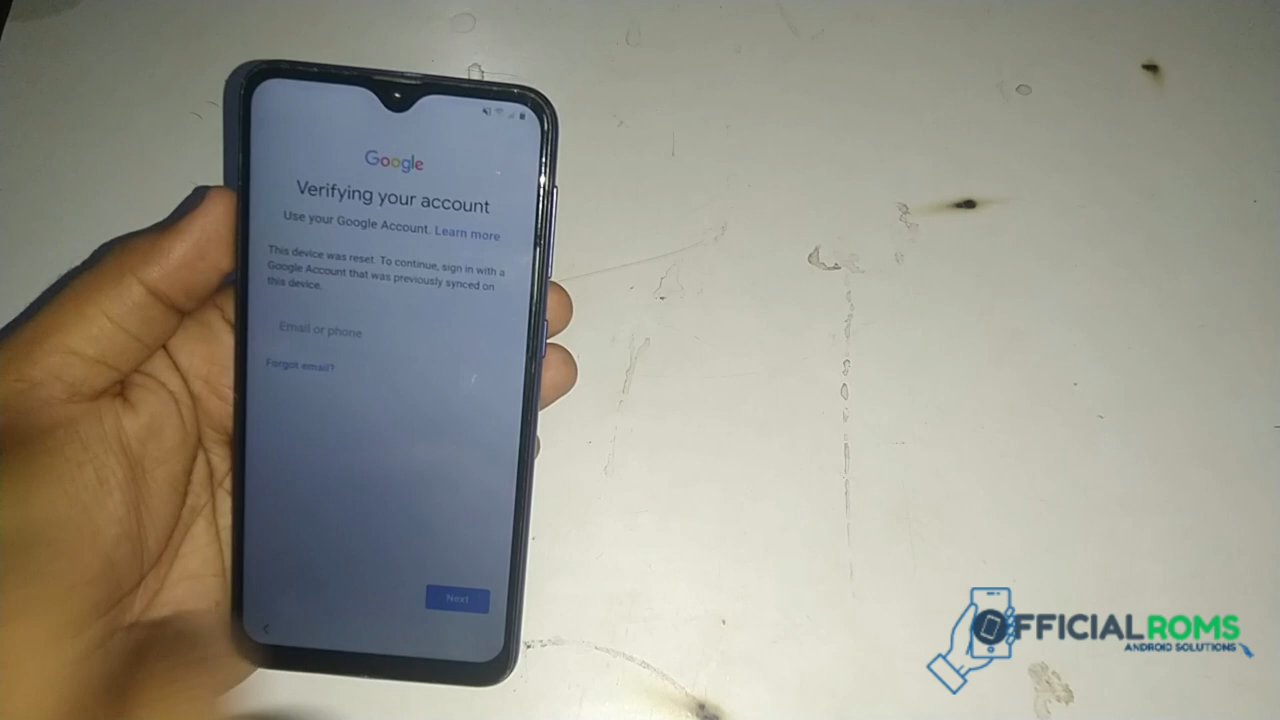 Google
Verifying your account
Use your Google Account. Learn more
This device was reset. To continue, sign in with a
Google Account that was previously synced on
this device.
Email or phone
Forgot email?
Next
OFFICIALROMS
ANDROID SOLUTIONS